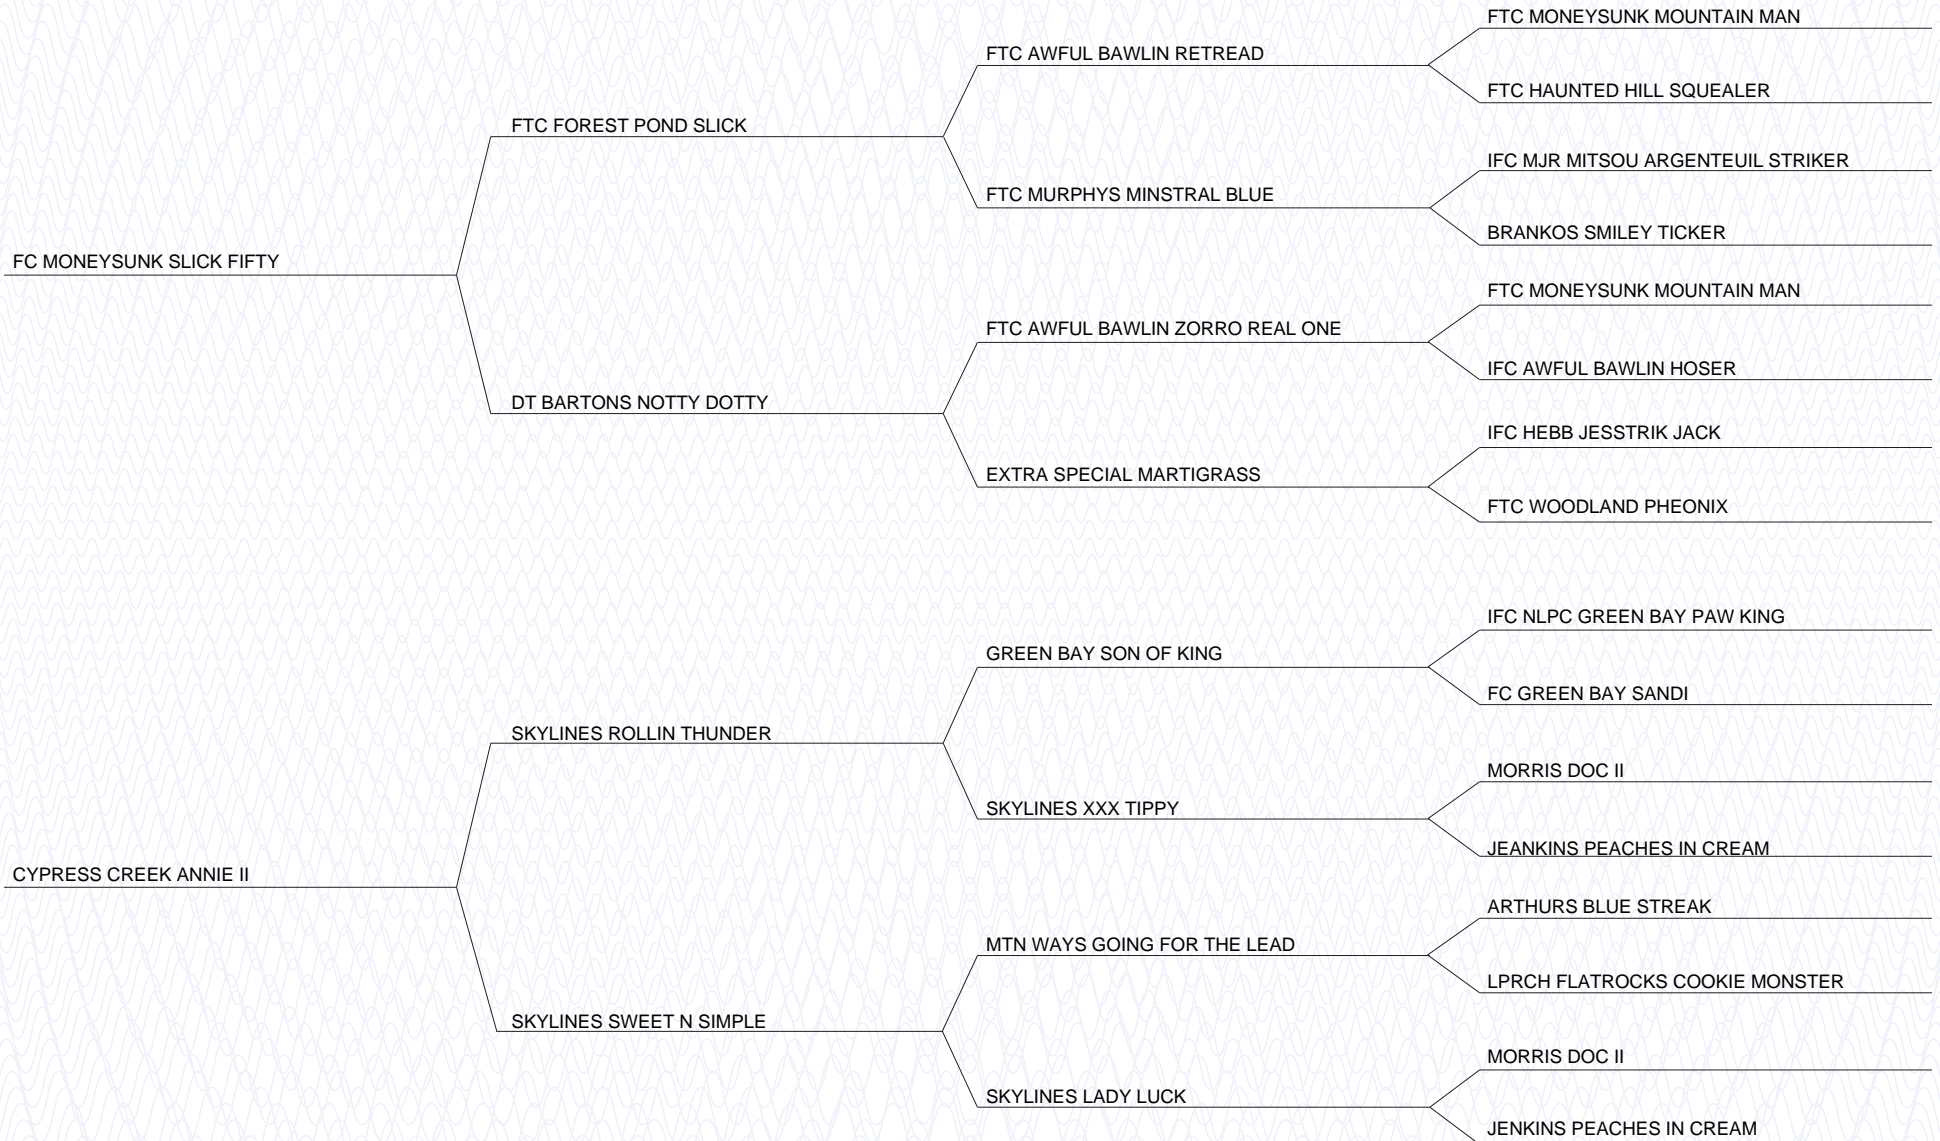 FTC MONEYSUNK MOUNTAIN MAN
FTC AWFUL BAWLIN RETREAD
FTC HAUNTED HILL SQUEALER
FTC FOREST POND SLICK
IFC MJR MITSOU ARGENTEUIL STRIKER
FTC MURPHYS MINSTRAL BLUE
BRANKOS SMILEY TICKER
FC MONEYSUNK SLICK FIFTY
FTC MONEYSUNK MOUNTAIN MAN
FTC AWFUL BAWLIN ZORRO REAL ONE
IFC AWFUL BAWLIN HOSER
DT BARTONS NOTTY DOTTY
IFC HEBB JESSTRIK JACK
EXTRA SPECIAL MARTIGRASS
FTC WOODLAND PHEONIX
IFC NLPC GREEN BAY PAW KING
GREEN BAY SON OF KING
FC GREEN BAY SANDI
SKYLINES ROLLIN THUNDER
MORRIS DOC II
SKYLINES XXX TIPPY
JEANKINS PEACHES IN CREAM
CYPRESS CREEK ANNIE II
ARTHURS BLUE STREAK
MTN WAYS GOING FOR THE LEAD
LPRCH FLATROCKS COOKIE MONSTER
SKYLINES SWEET N SIMPLE
MORRIS DOC II
SKYLINES LADY LUCK
JENKINS PEACHES IN CREAM